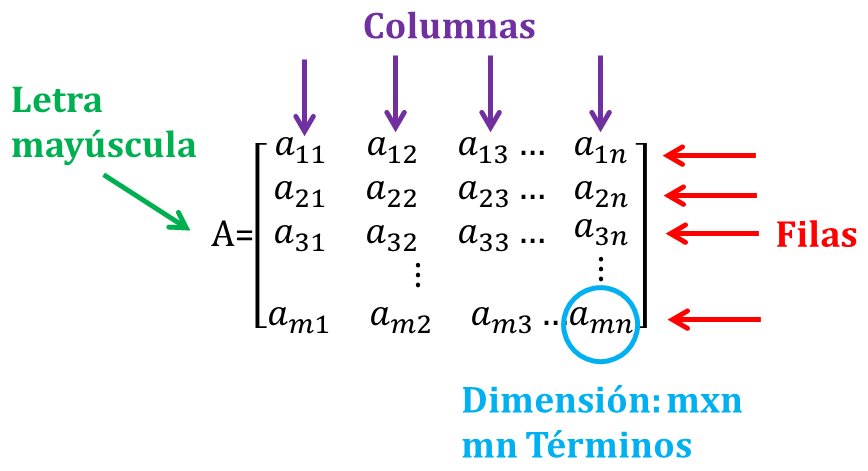 Columnas
Letra
mayúscula
a11 a12 a13 ... a1n
a21 a22 a23 ... a2n
A= a31 a32 a33 ... a3n
Filas
⋮ ⋮
am1 am2 am3 ... amn
Dimensión: mxn
mn Términos